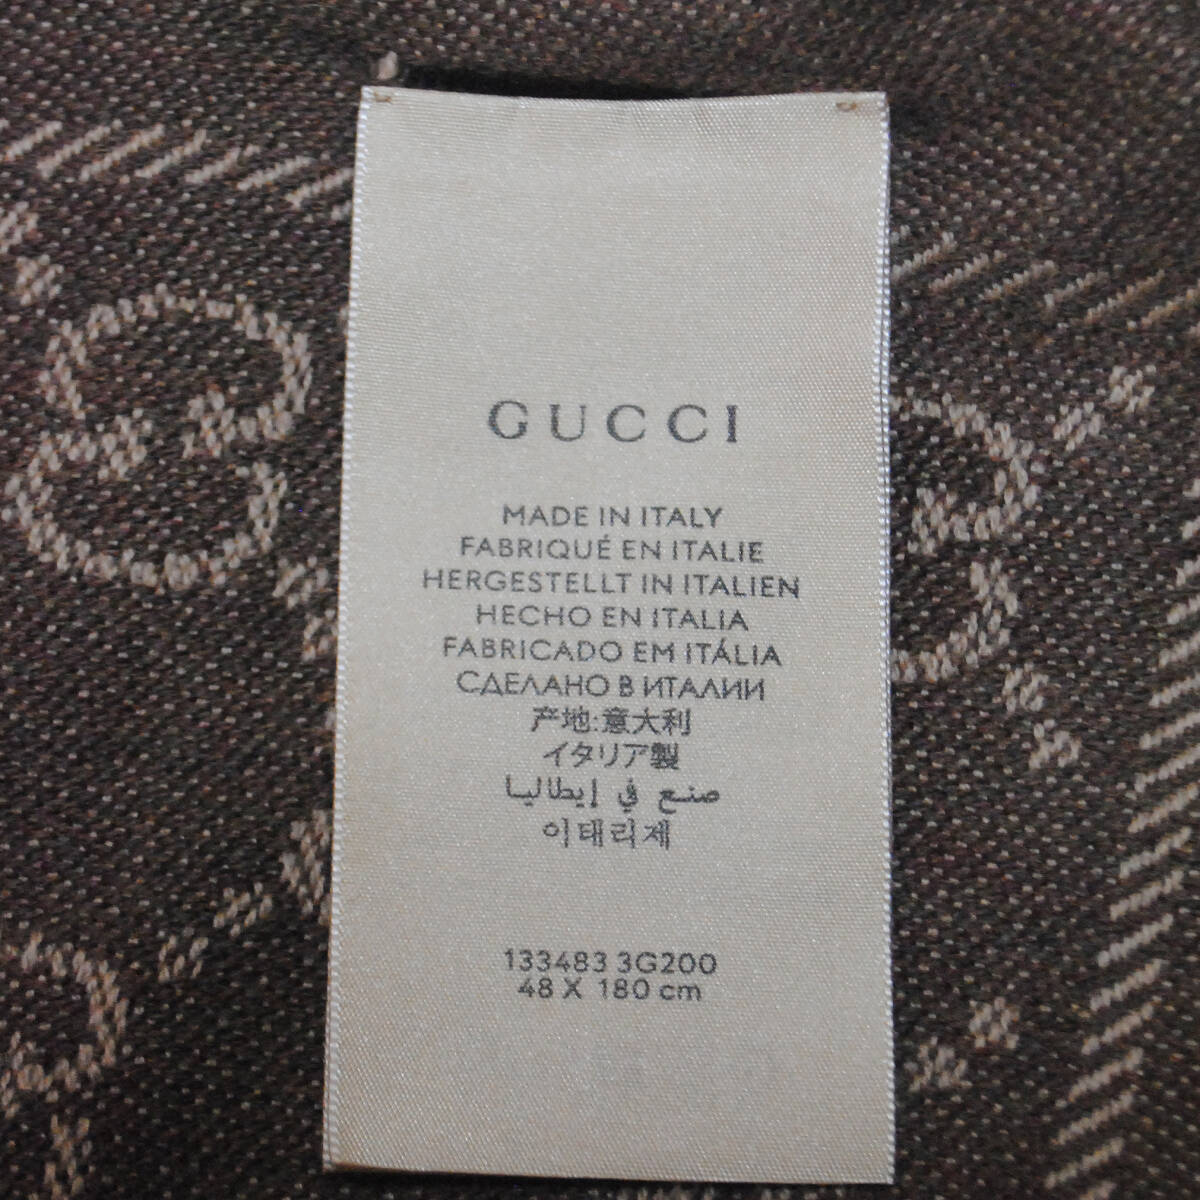 GUCCI
MADE IN ITALY
FABRIQUÉ EN ITALIE
HERGESTELLT IN ITALIEN
HECHO EN ITALIA
FABRICADO EM ITÁLIA
СДЕЛАНО В ИТАЛИИ
产地:意大利
イタリア製
صنع في إيطاليا
이태리제
133483 3G200
48 X 180 cm